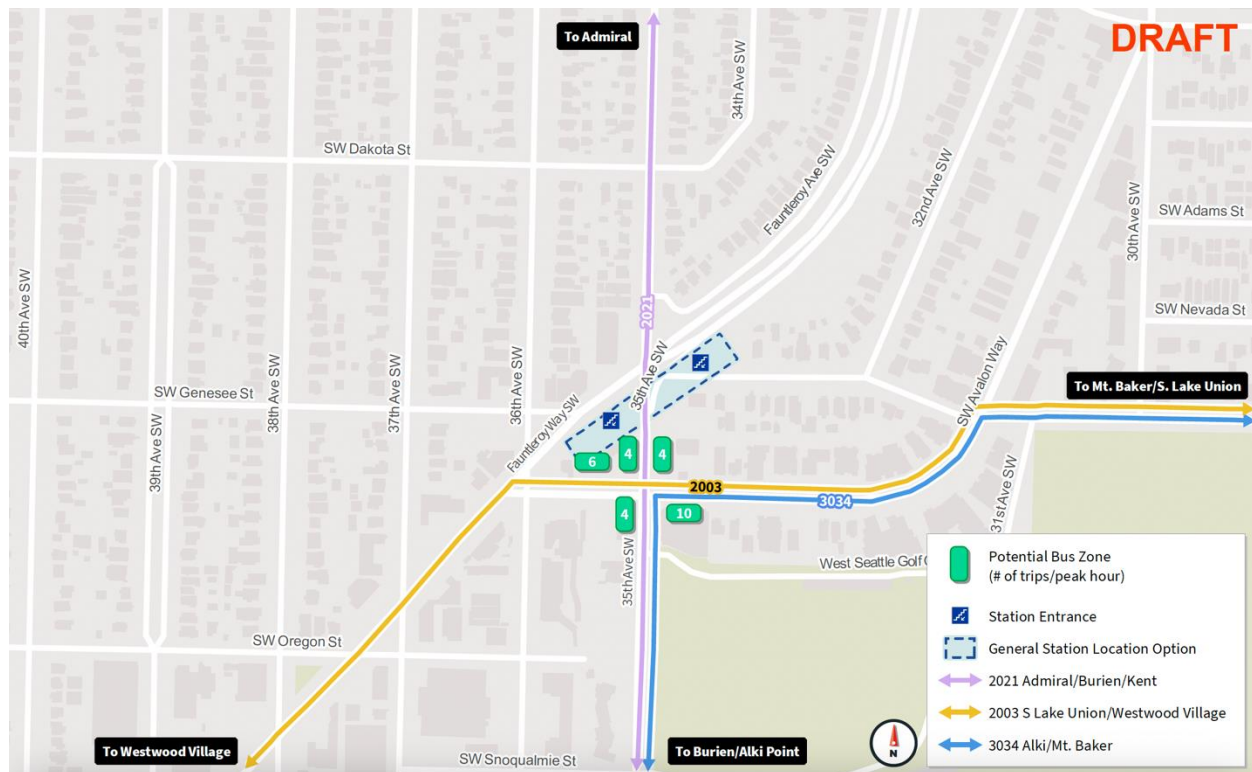 DRAFT
To Admiral
35th Ave SW
34th Ave SW
SW Dakota St
Fauntleroy Ave SW
32nd Ave SW
30th Ave SW
SW Adams St
40th Ave SW
2021
SW Nevada St
38th Ave SW
37th Ave SW
36th Ave SW
35th Ave SW
SW Avalon Way
To Mt. Baker/S. Lake Union
SW Genesee St
39th Ave SW
Fauntleroy Way SW
6
4
4
2003
3034
4
10
31st Ave SW
35th Ave SW
West Seattle Golf
SW Oregon St
Potential Bus Zone
(# of trips/peak hour)
Station Entrance
General Station Location Option
2021 Admiral/Burien/Kent
2003 S Lake Union/Westwood Village
3034 Alki/Mt. Baker
To Westwood Village
SW Snoqualmie St
To Burien/Alki Point
N